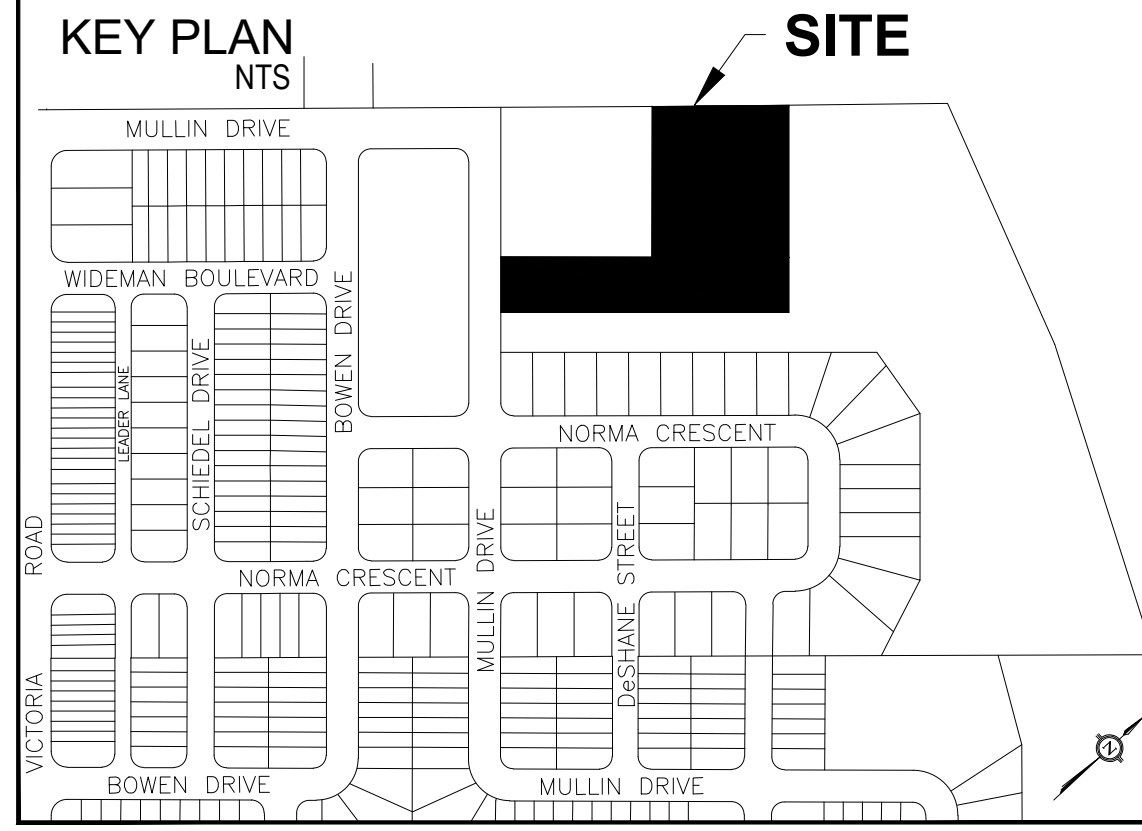 KEY PLAN
NTS
SITE
MULLIN DRIVE
WIDEMAN BOULEVARD
BOWEN DRIVE
LEADER LANE
SCHIEDEL DRIVE
NORMA CRESCENT
VICTORIA ROAD
NORMA CRESCENT
MULLIN DRIVE
DeSHANE STREET
BOWEN DRIVE
MULLIN DRIVE
N